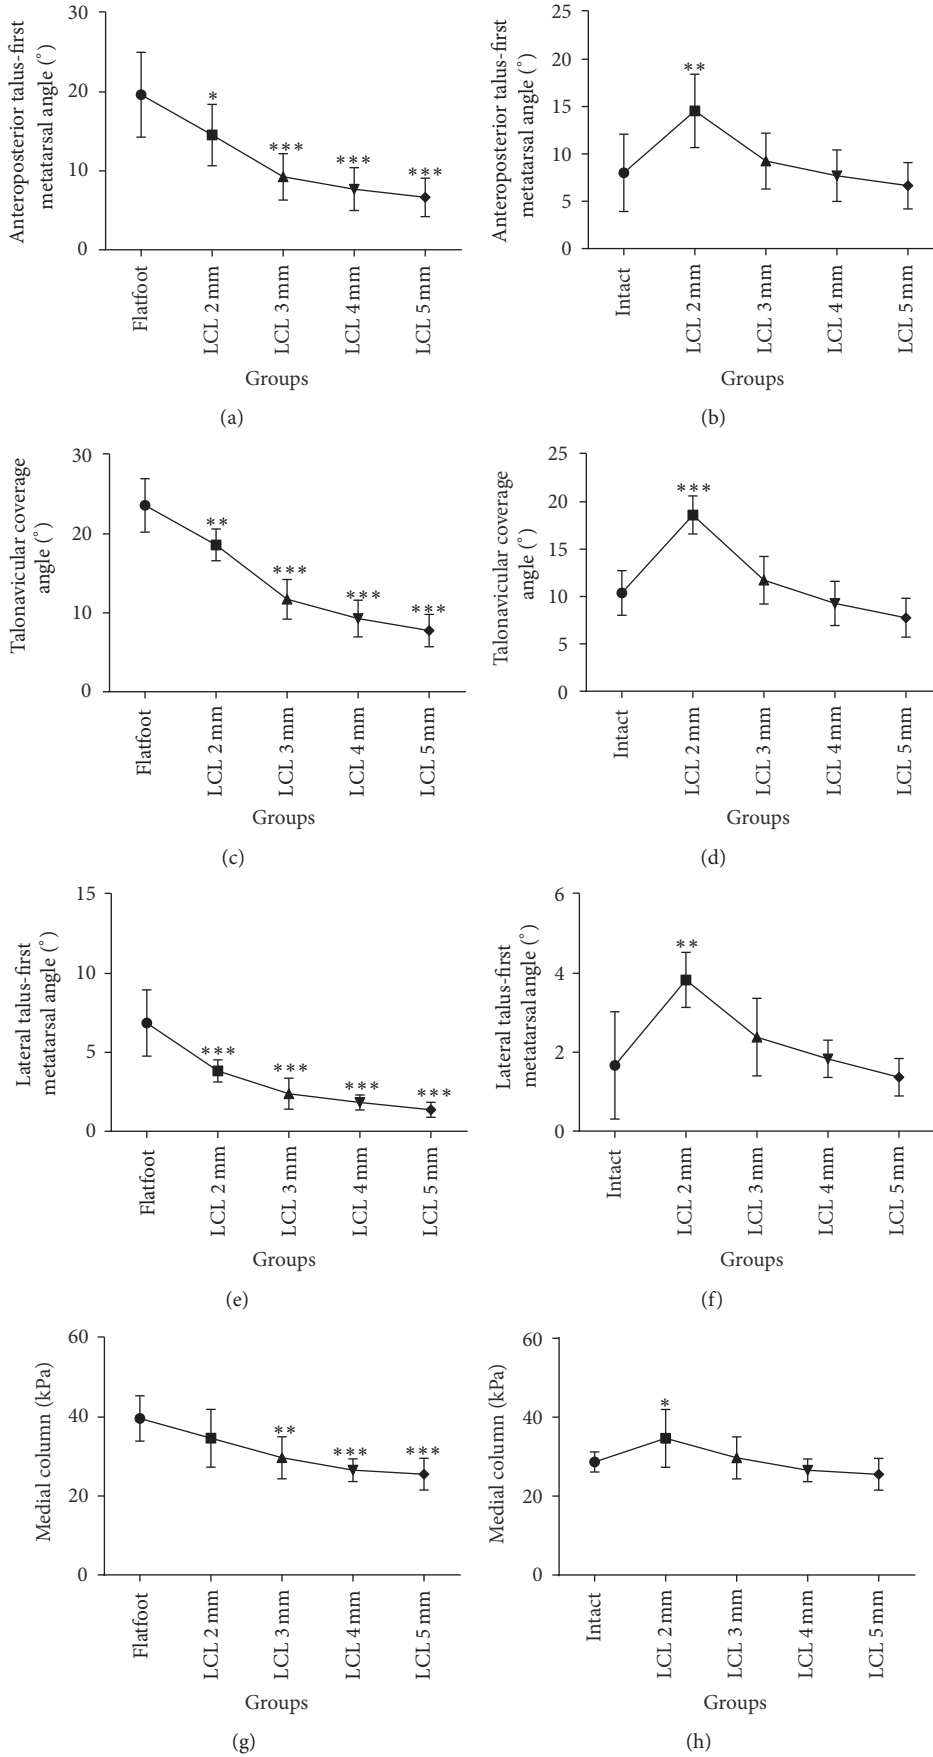 Anteroposterior talus-first
metatarsal angle (°)
30
20
10
0
*
***
***
***
Flatfoot
LCL 2 mm
LCL 3 mm
LCL 4 mm
LCL 5 mm
Groups
(a)
Anteroposterior talus-first
metatarsal angle (°)
25
20
15
10
5
0
**
Intact
LCL 2 mm
LCL 3 mm
LCL 4 mm
LCL 5 mm
Groups
(b)
Talonavicular coverage
angle (°)
30
20
10
0
**
***
***
***
Flatfoot
LCL 2 mm
LCL 3 mm
LCL 4 mm
LCL 5 mm
Groups
(c)
Talonavicular coverage
angle (°)
25
20
15
10
5
0
***
Intact
LCL 2 mm
LCL 3 mm
LCL 4 mm
LCL 5 mm
Groups
(d)
Lateral talus-first
metatarsal angle (°)
15
10
5
0
***
***
***
***
Flatfoot
LCL 2 mm
LCL 3 mm
LCL 4 mm
LCL 5 mm
Groups
(e)
Lateral talus-first
metatarsal angle (°)
6
4
2
0
**
Intact
LCL 2 mm
LCL 3 mm
LCL 4 mm
LCL 5 mm
Groups
(f)
Medial column (kPa)
60
40
20
0
**
***
***
Flatfoot
LCL 2 mm
LCL 3 mm
LCL 4 mm
LCL 5 mm
Groups
(g)
Medial column (kPa)
60
40
20
0
*
Intact
LCL 2 mm
LCL 3 mm
LCL 4 mm
LCL 5 mm
Groups
(h)